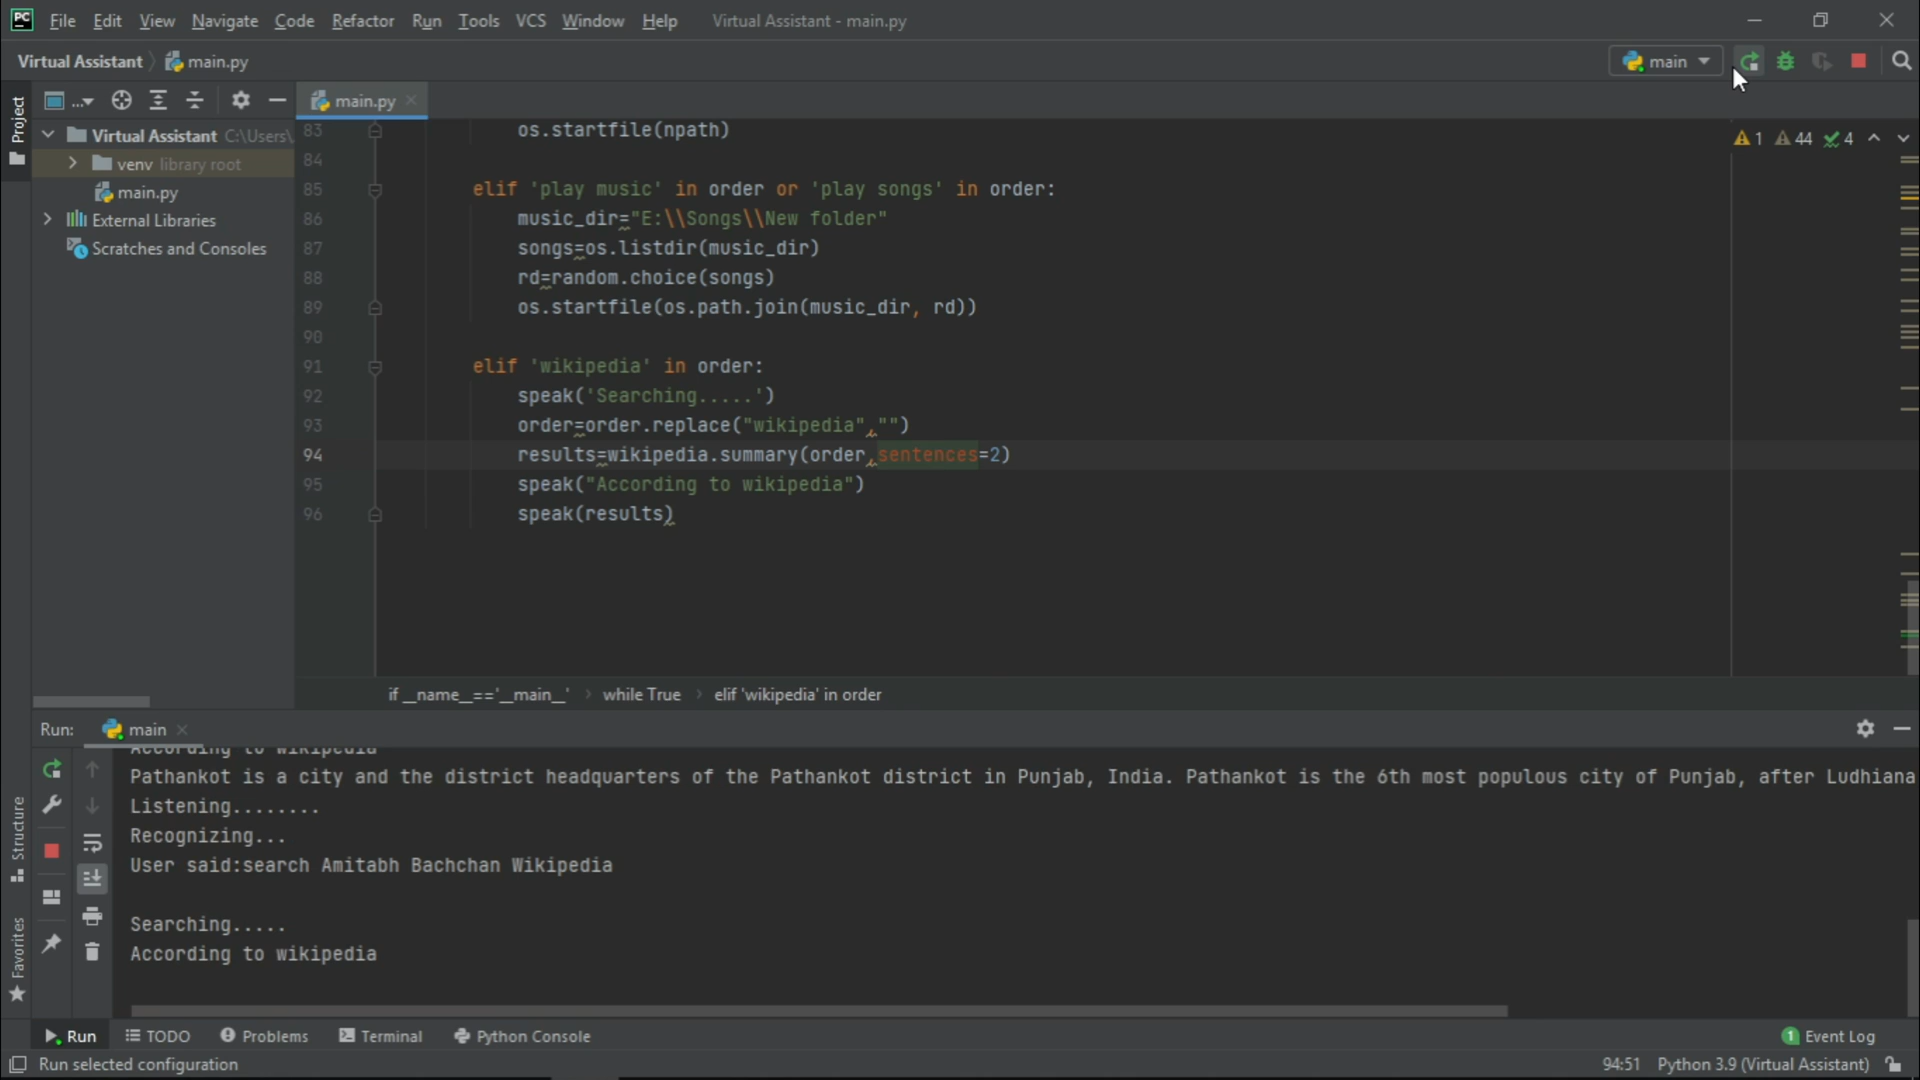 PC File Edit View Navigate Code Refactor Run Tools VCS Window Help Virtual Assistant - main.py
Virtual Assistant main.py main
Project ... main.py
Virtual Assistant C:\Users\
venv library root
main.py
External Libraries
Scratches and Consoles
1 44 4
83 os.startfile(npath)
84
85 elif 'play music' in order or 'play songs' in order:
86 music_dir="E:\\Songs\\New folder"
87 songs=os.listdir(music_dir)
88 rd=random.choice(songs)
89 os.startfile(os.path.join(music_dir, rd))
90
91 elif 'wikipedia' in order:
92 speak('Searching.....')
93 order=order.replace("wikipedia","")
94 results=wikipedia.summary(order,sentences=2)
95 speak("According to wikipedia")
96 speak(results)
if __name__=='__main__' while True elif 'wikipedia' in order
Run: main
According to wikipedia
Pathankot is a city and the district headquarters of the Pathankot district in Punjab, India. Pathankot is the 6th most populous city of Punjab, after Ludhiana
Listening........
Recognizing...
User said:search Amitabh Bachchan Wikipedia
Searching.....
According to wikipedia
Structure
Favorites
Run TODO Problems Terminal Python Console 1 Event Log
Run selected configuration 94:51 Python 3.9 (Virtual Assistant)